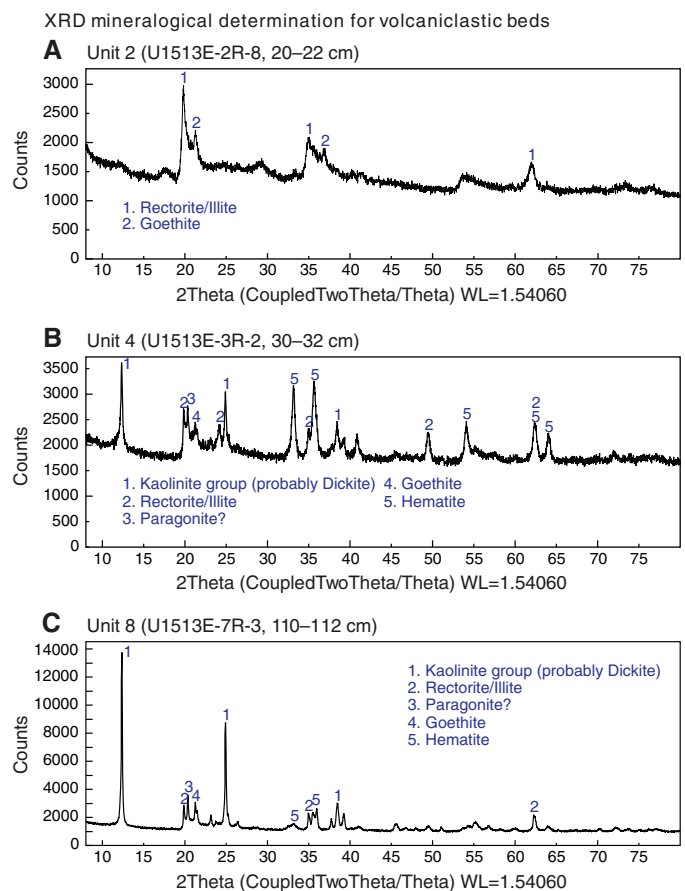 XRD mineralogical determination for volcaniclastic beds
A Unit 2 (U1513E-2R-8, 20–22 cm)
3000
2500
2000
1500
1000
500
0
Counts
1
2
1
2
1
1. Rectorite/Illite
2. Goethite
10 15 20 25 30 35 40 45 50 55 60 65 70 75
2Theta (CoupledTwoTheta/Theta) WL=1.54060
B Unit 4 (U1513E-3R-2, 30–32 cm)
3500
3000
2500
2000
1500
1000
500
0
Counts
1
2
3
4
2
1
5
2
5
1
2
5
2
5
5
1. Kaolinite group (probably Dickite) 4. Goethite
2. Rectorite/Illite 5. Hematite
3. Paragonite?
10 15 20 25 30 35 40 45 50 55 60 65 70 75
2Theta (CoupledTwoTheta/Theta) WL=1.54060
C Unit 8 (U1513E-7R-3, 110–112 cm)
14000
12000
10000
8000
6000
4000
2000
0
Counts
1
2
3
4
1
5
2
5
1
2
1. Kaolinite group (probably Dickite)
2. Rectorite/Illite
3. Paragonite?
4. Goethite
5. Hematite
10 15 20 25 30 35 40 45 50 55 60 65 70 75
2Theta (CoupledTwoTheta/Theta) WL=1.54060